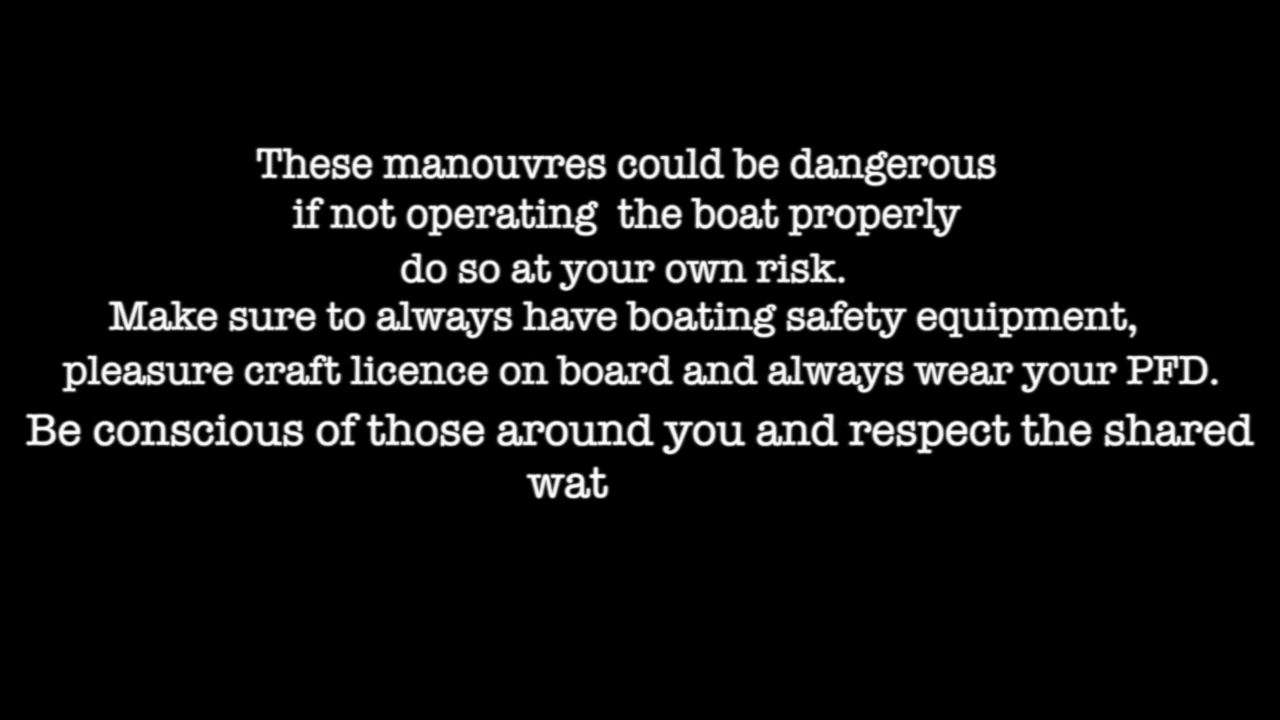 These manouvres could be dangerous
if not operating  the boat properly
do so at your own risk.
Make sure to always have boating safety equipment,
pleasure craft licence on board and always wear your PFD.
Be conscious of those around you and respect the shared
wat